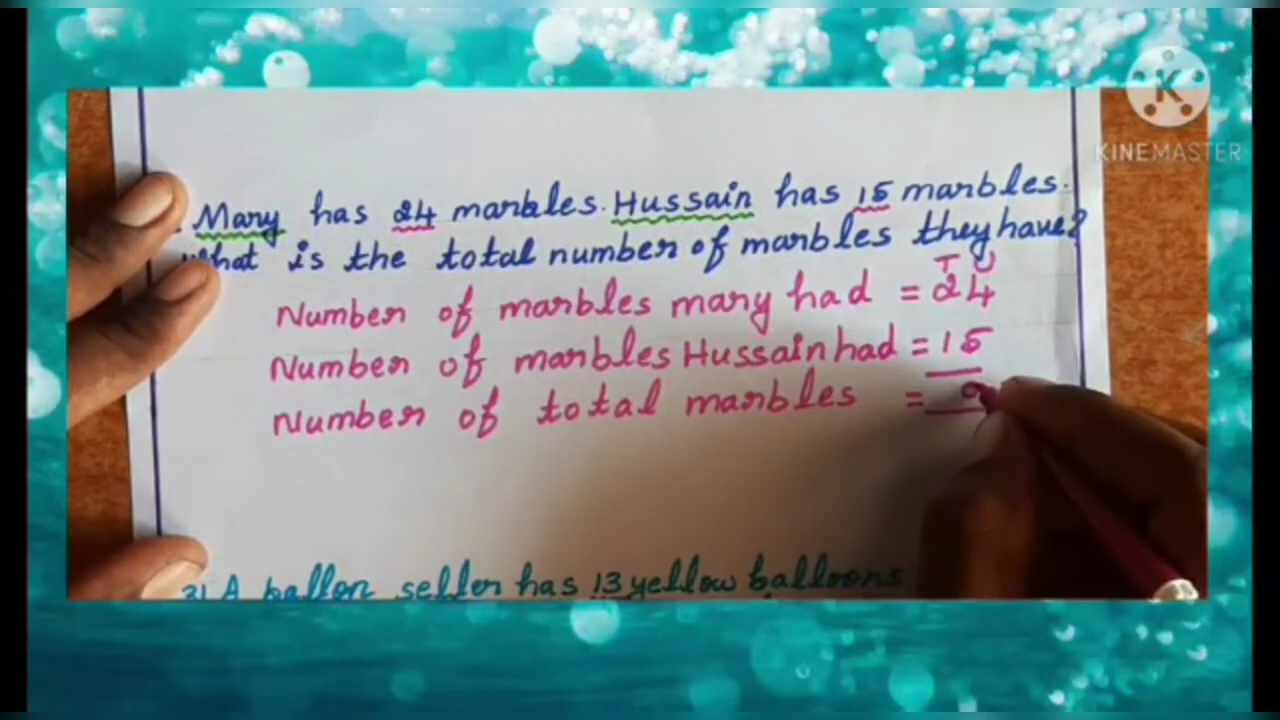 K
KINEMASTER
Mary has 24 marbles. Hussain has 15 marbles.
What is the total number of marbles they have?
T U
Number of marbles mary had = 24
Number of marbles Hussain had = 15
Number of total marbles = 9
3) A ballon seller has 13 yellow balloons